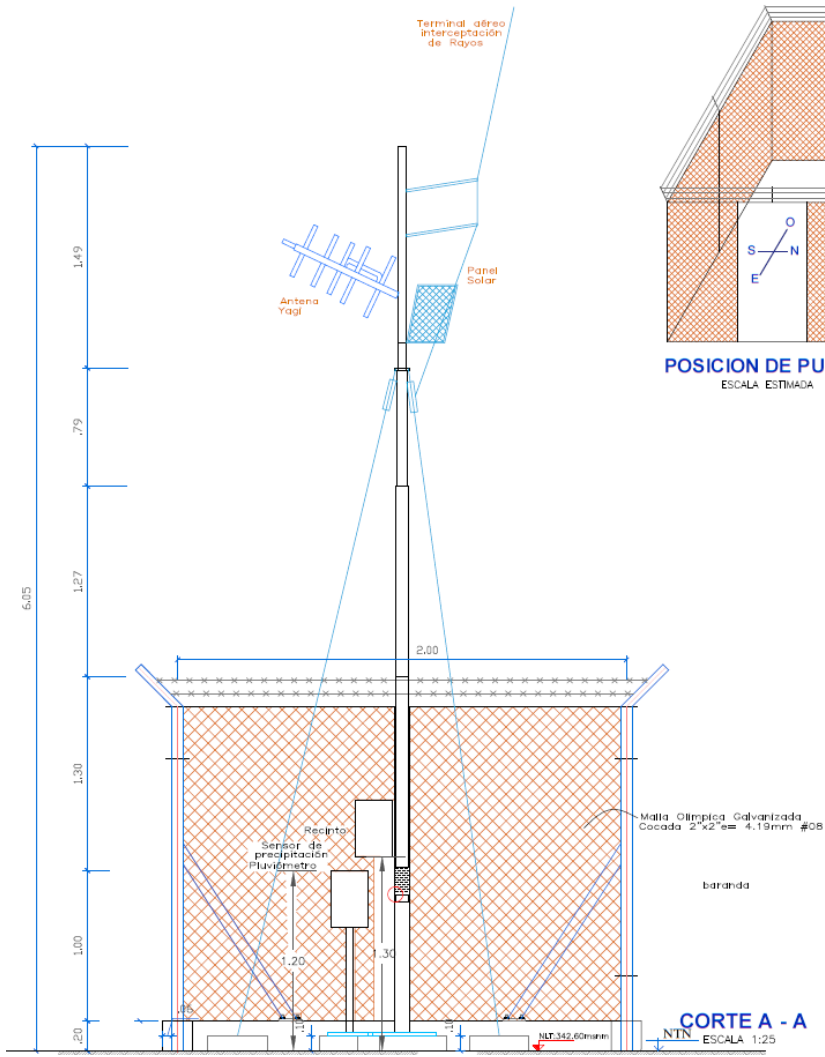 Terminal aéreo
interceptación
de Rayos
O
S
N
E
Panel
Solar
Antena
Yagi
POSICION DE PU
ESCALA ESTIMADA
1.49
.79
1.27
6.05
2.00
1.30
Recinto
Sensor de
precipitación
Pluviómetro
Malla Olimpica Galvanizada
Cocada 2"x2"e= 4.19mm #08
baranda
1.00
1.20
1.30
.06
.20
.10
.10
NLT:342.60msnm
NTN
CORTE A - A
ESCALA 1:25